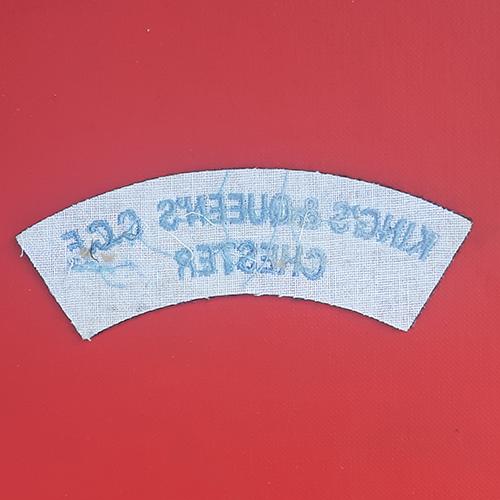 KING'S & QUEEN'S C.C.F
CHESTER